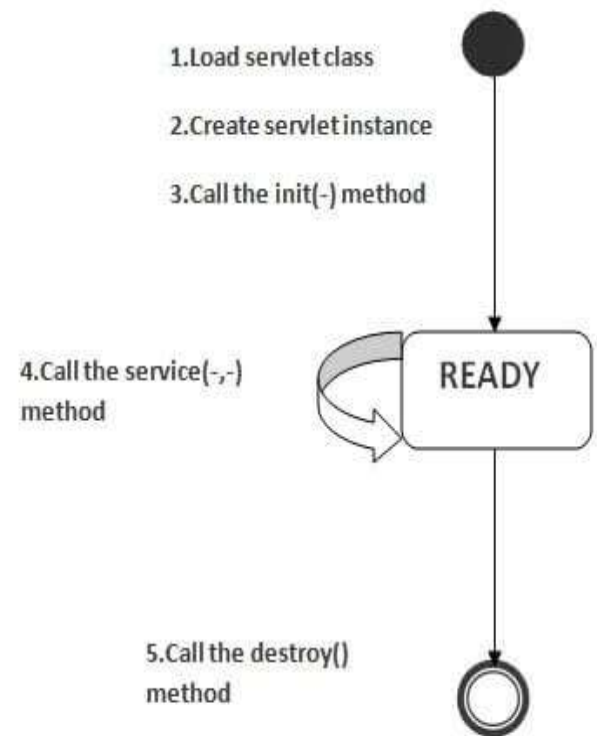 1.Load servlet class
2.Create servlet instance
3.Call the init(-) method
4.Call the service(-,-)
method
READY
5.Call the destroy()
method